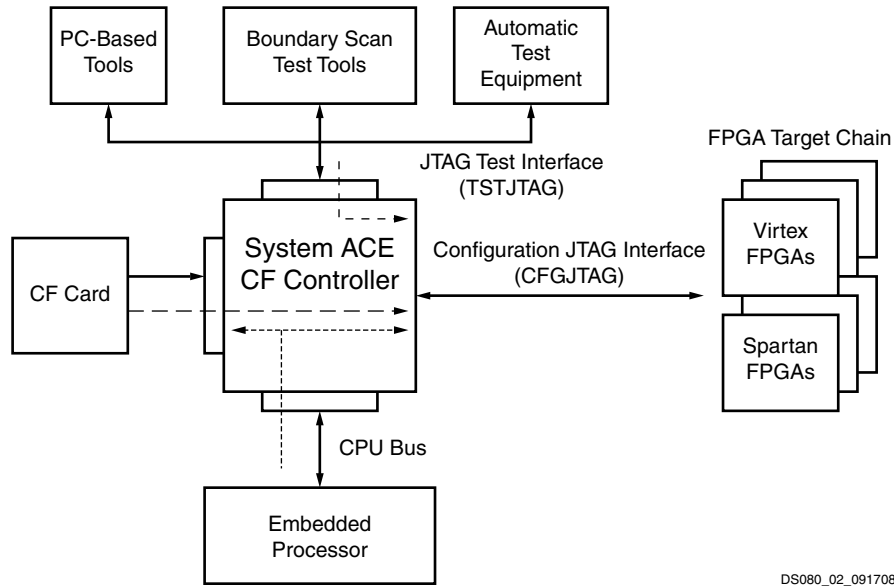 PC-Based
Tools
Boundary Scan
Test Tools
Automatic
Test
Equipment
JTAG Test Interface
(TSTJTAG)
FPGA Target Chain
System ACE
CF Controller
Configuration JTAG Interface
(CFGJTAG)
Virtex
FPGAs
CF Card
Spartan
FPGAs
CPU Bus
Embedded
Processor
DS080_02_091708